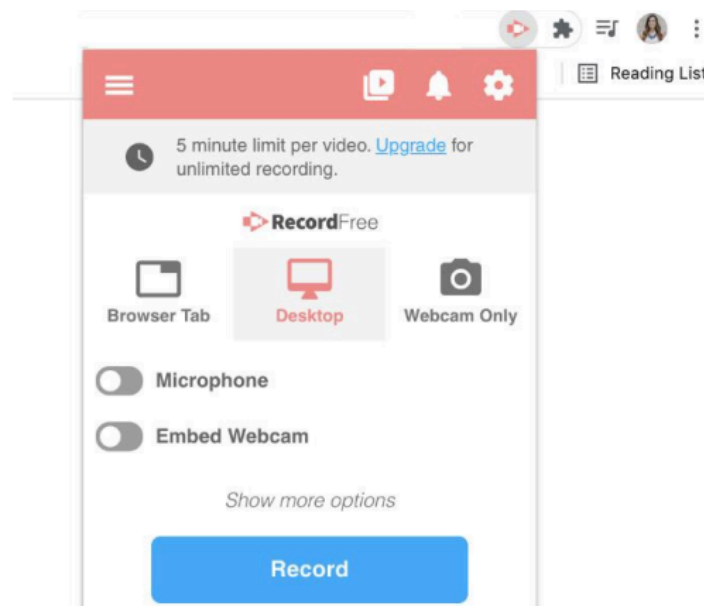 Reading List
5 minute limit per video. Upgrade for
unlimited recording.
RecordFree
Browser Tab
Desktop
Webcam Only
Microphone
Embed Webcam
Show more options
Record